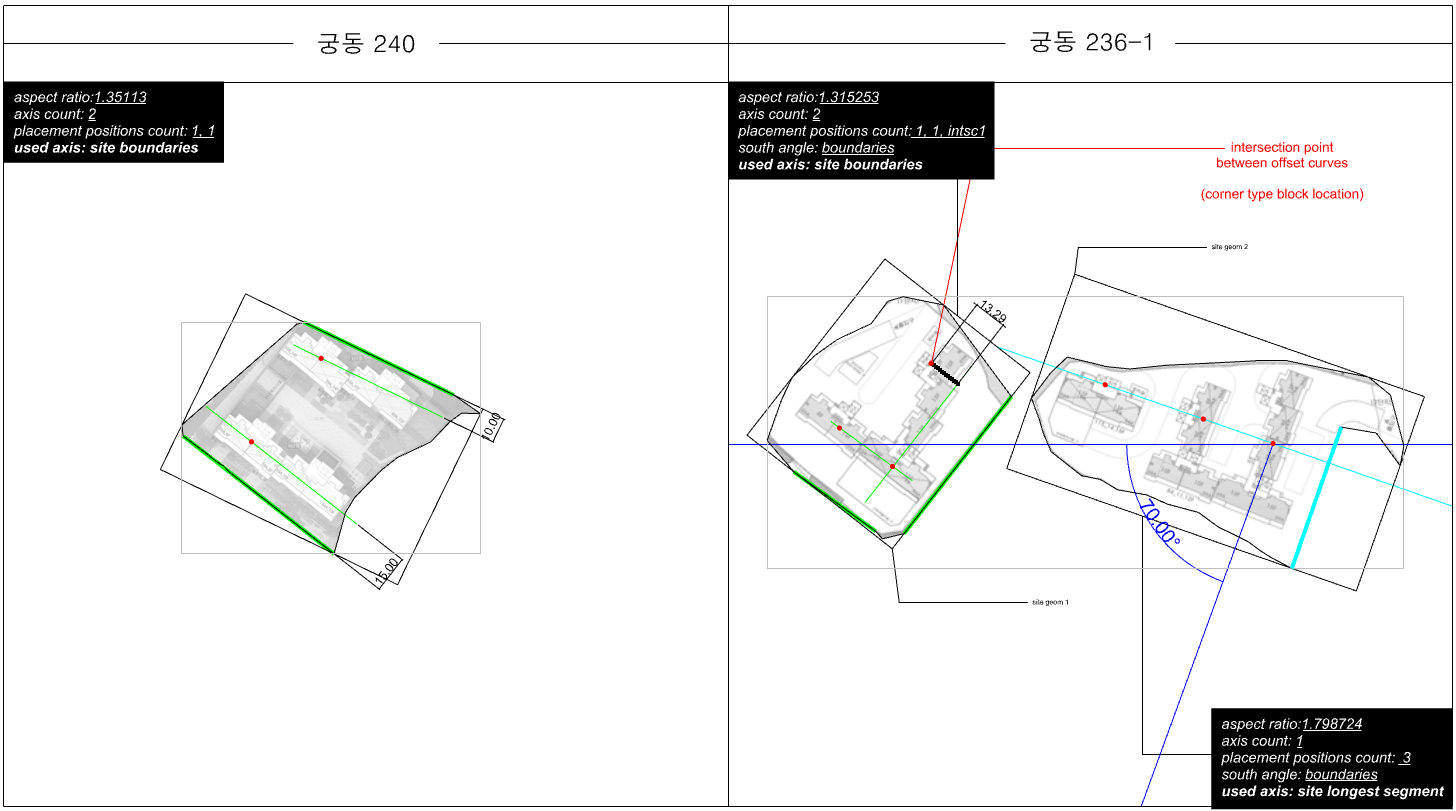 궁동 240
aspect ratio:1.35113
axis count: 2
placement positions count: 1, 1
used axis: site boundaries
10.00
15.00
궁동 236-1
aspect ratio:1.315253
axis count: 2
placement positions count: 1, 1, intsc1
south angle: boundaries
used axis: site boundaries
intersection point
between offset curves
(corner type block location)
site geom 2
13.29
70.00°
site geom 1
aspect ratio:1.798724
axis count: 1
placement positions count: 3
south angle: boundaries
used axis: site longest segment